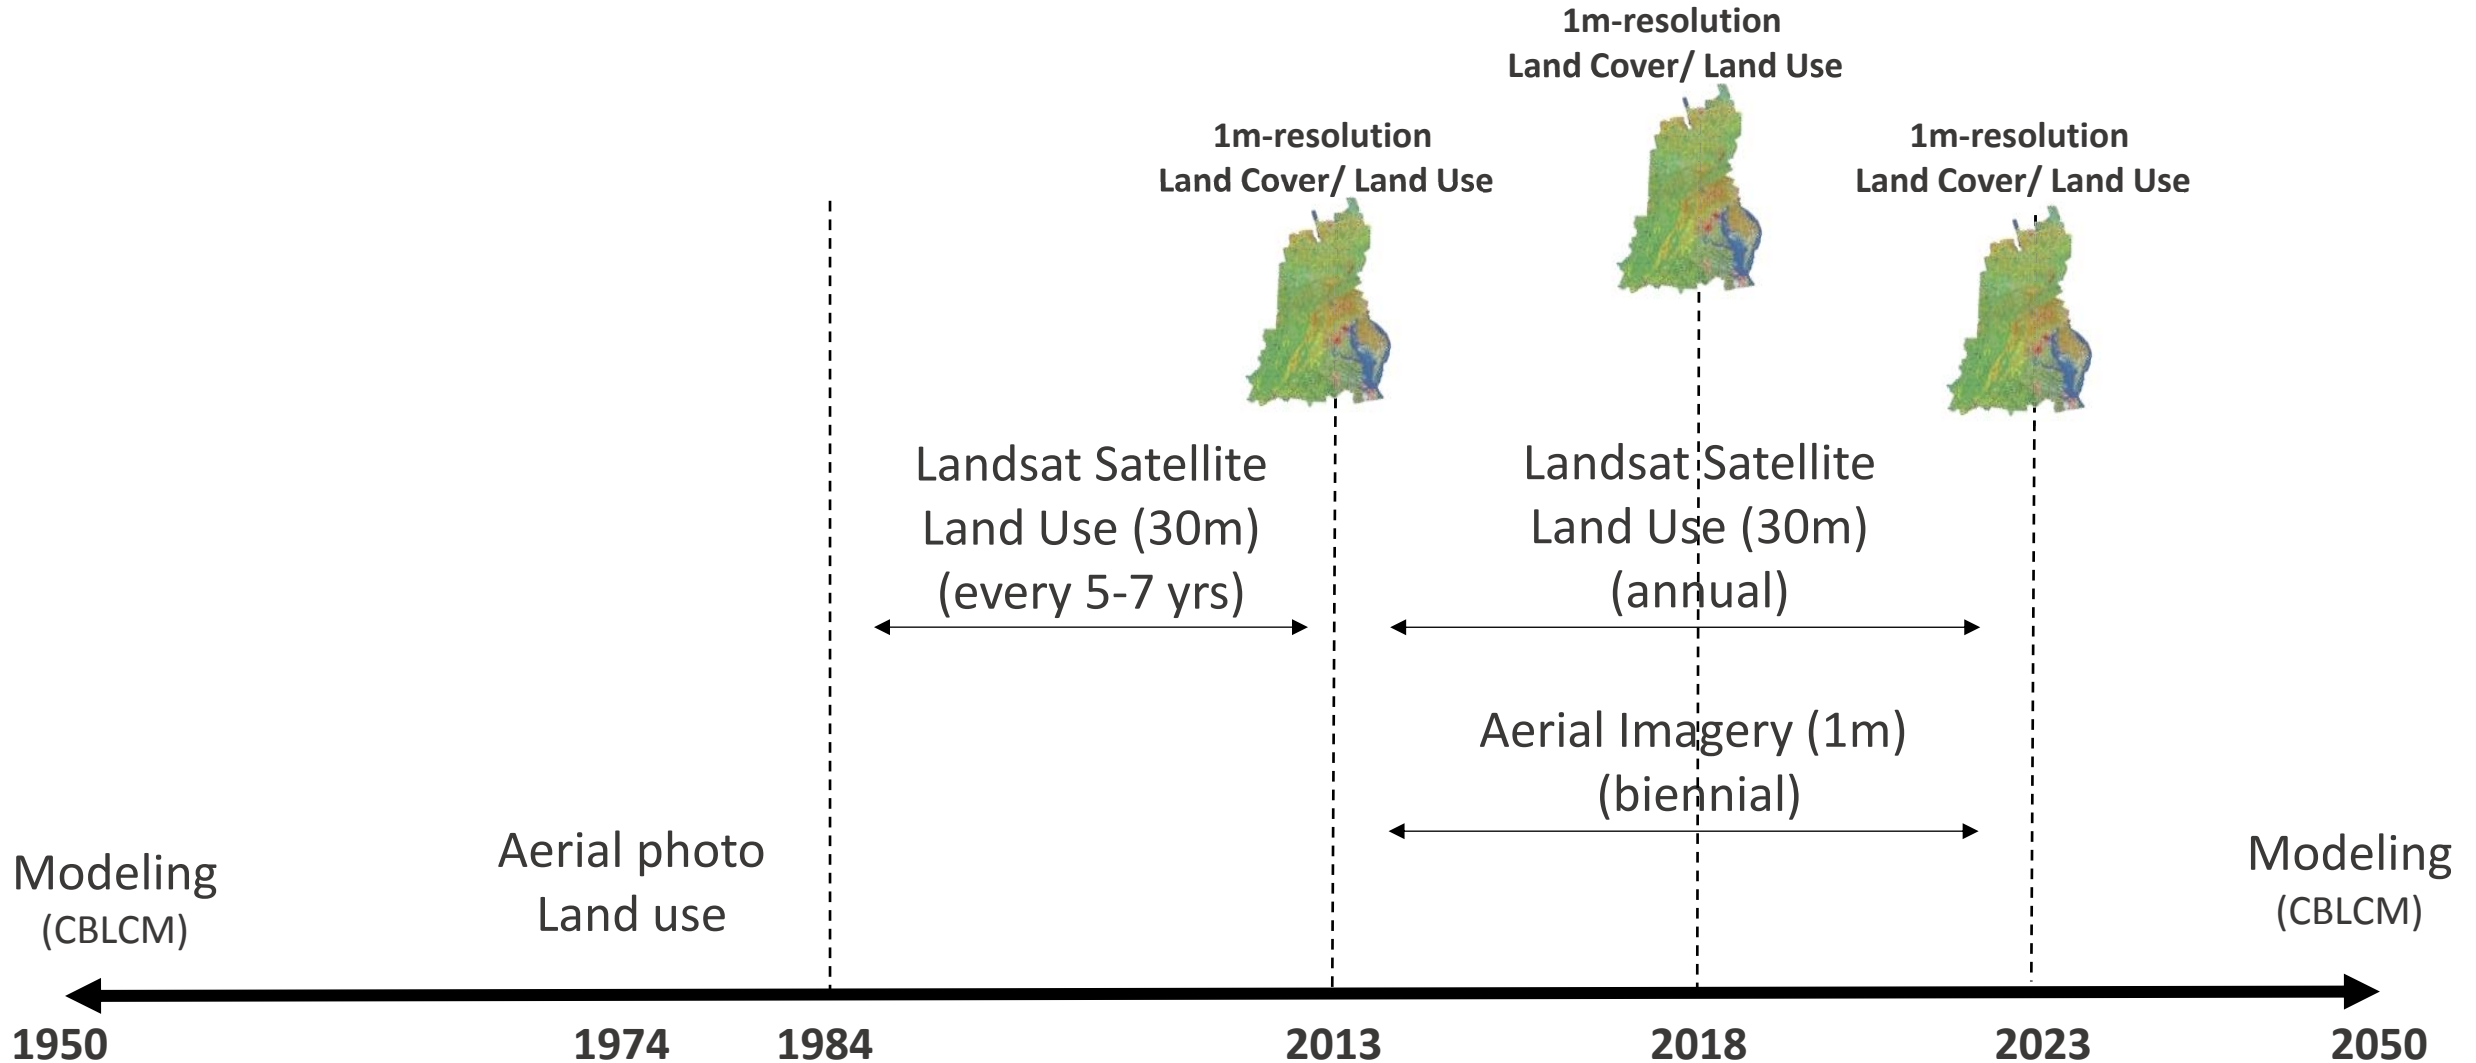 1m-resolution
Land Cover/ Land Use
1m-resolution
Land Cover/ Land Use
1m-resolution
Land Cover/ Land Use
Landsat Satellite
Land Use (30m)
(every 5-7 yrs)
Landsat Satellite
Land Use (30m)
(annual)
Aerial Imagery (1m)
(biennial)
Modeling
(CBLCM)
Aerial photo
Land use
Modeling
(CBLCM)
1950 1974 1984 2013 2018 2023 2050